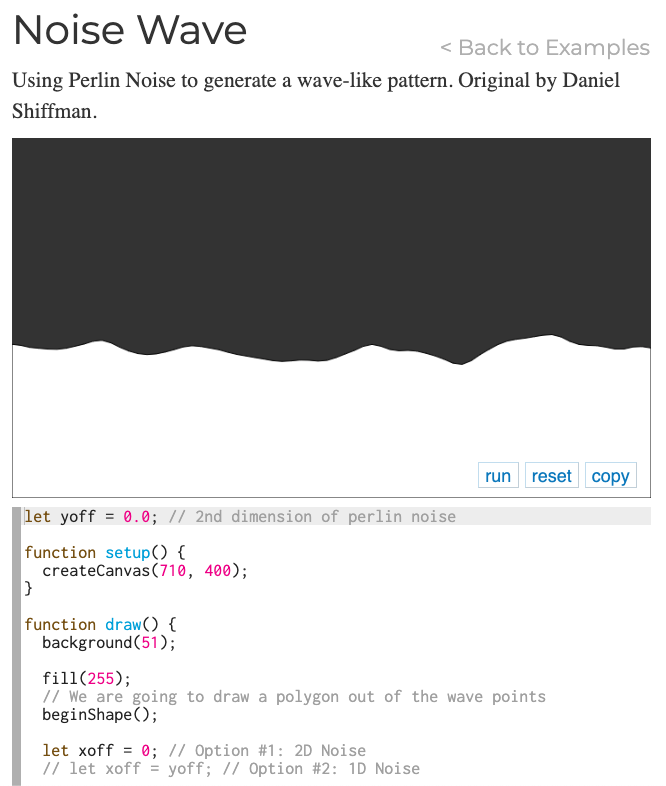 Noise Wave
< Back to Examples
Using Perlin Noise to generate a wave-like pattern. Original by Daniel
Shiffman.
run reset copy
let yoff = 0.0; // 2nd dimension of perlin noise
function setup() {
  createCanvas(710, 400);
}
function draw() {
  background(51);
  fill(255);
  // We are going to draw a polygon out of the wave points
  beginShape();
  let xoff = 0; // Option #1: 2D Noise
  // let xoff = yoff; // Option #2: 1D Noise